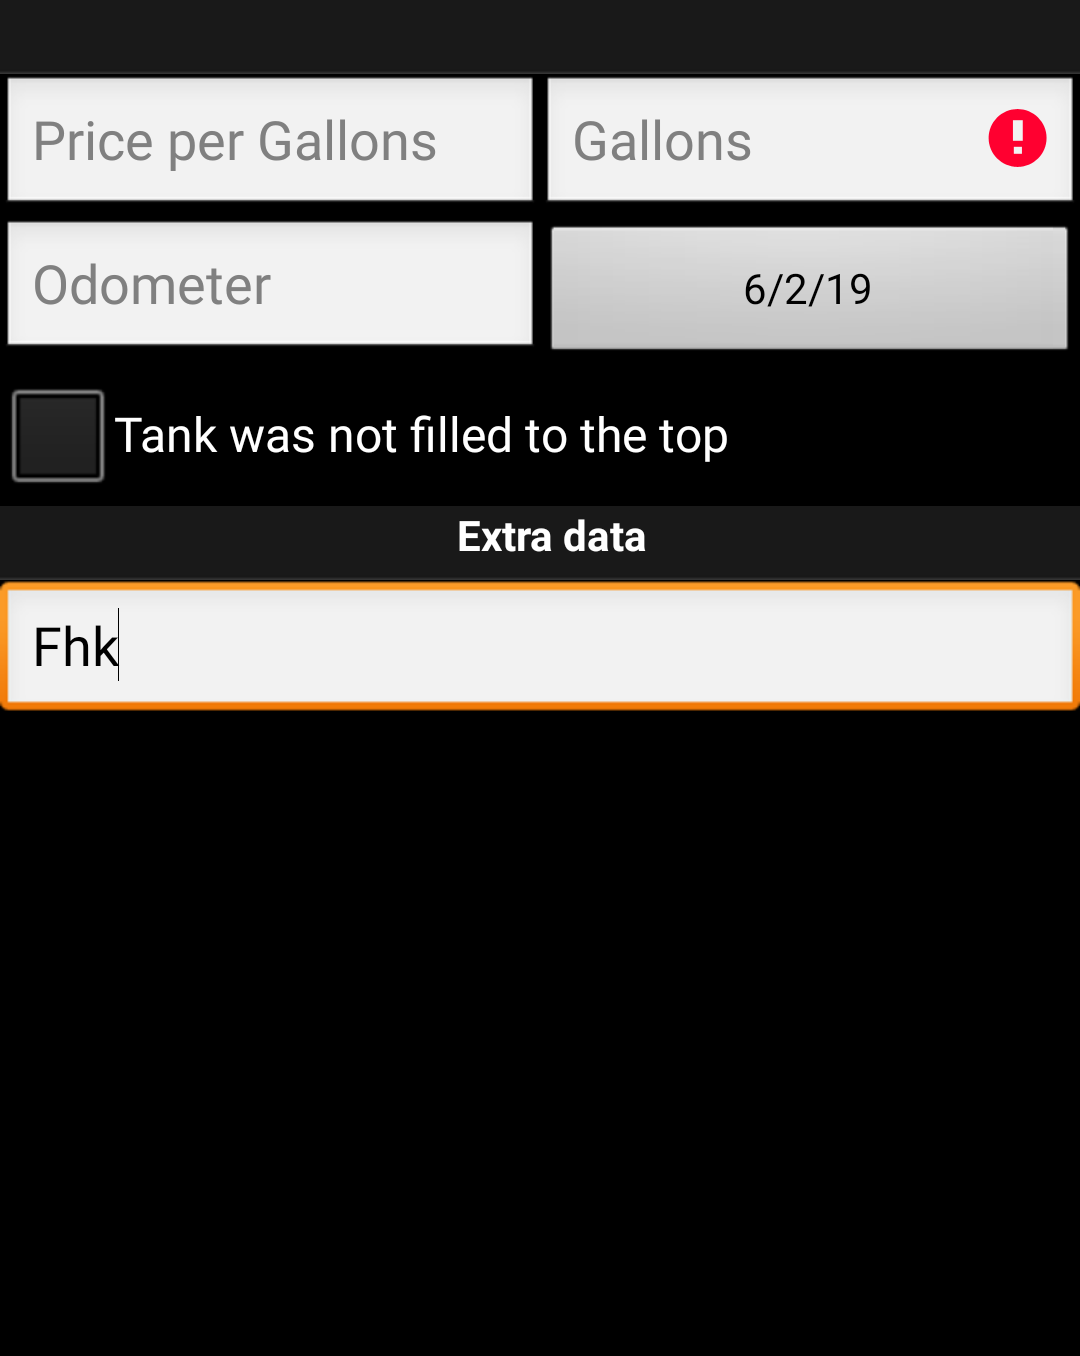 Price per Gallons
Gallons
Odometer
6/2/19
Tank was not filled to the top
Extra data
Fhk